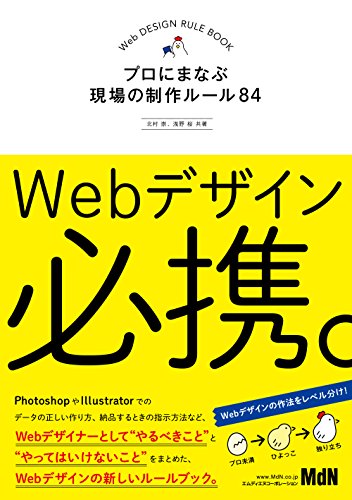 Web DESIGN RULE BOOK
プロにまなぶ
現場の制作ルール84
北村 崇、浅野 桜 共著
Webデザイン
必携。
PhotoshopやIllustratorでの
データの正しい作り方、納品するときの指示方法など、
Webデザイナーとして“やるべきこと”と
“やってはいけないこと”をまとめた、
Webデザインの新しいルールブック。
Webデザインの作法をレベル分け！
プロ未満
ひよっこ
独り立ち
www.MdN.co.jp
エムディエヌコーポレーション
MdN